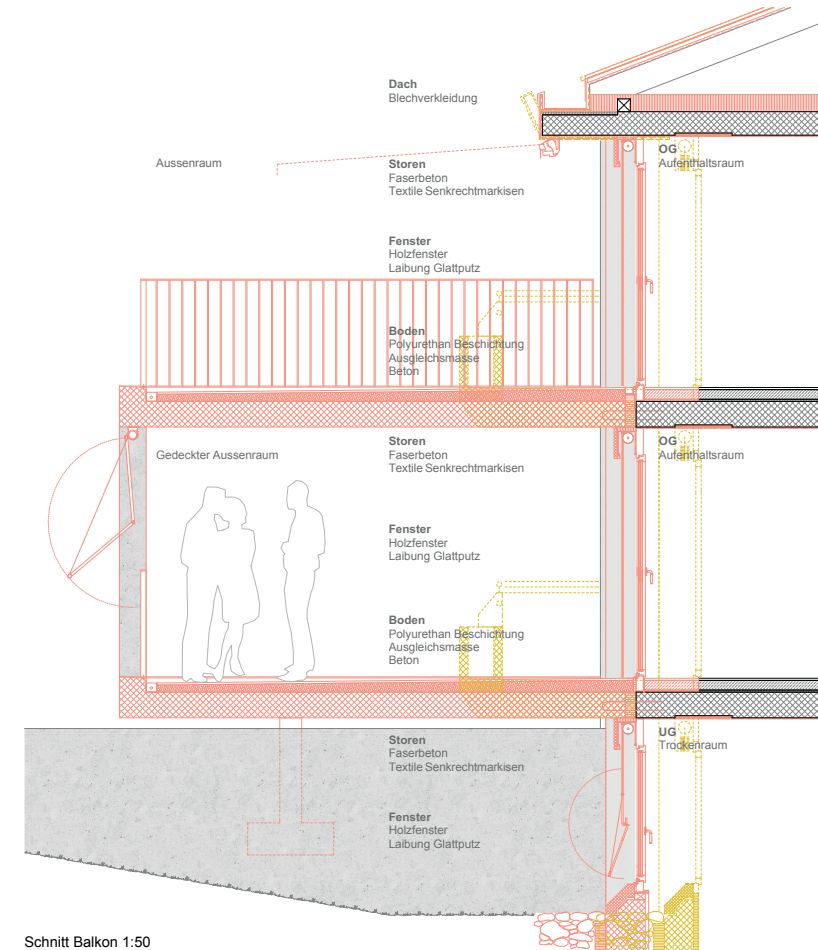 Dach
Blechverkleidung
Aussenraum
Storen
Faserbeton
Textile Senkrechtmarkisen
OG
Aufenthaltsraum
Fenster
Holzfenster
Laibung Glattputz
Boden
Polyurethan Beschichtung
Ausgleichsmasse
Beton
Gedeckter Aussenraum
Storen
Faserbeton
Textile Senkrechtmarkisen
OG
Aufenthaltsraum
Fenster
Holzfenster
Laibung Glattputz
Boden
Polyurethan Beschichtung
Ausgleichsmasse
Beton
Storen
Faserbeton
Textile Senkrechtmarkisen
UG
Trockenraum
Fenster
Holzfenster
Laibung Glattputz
Schnitt Balkon 1:50